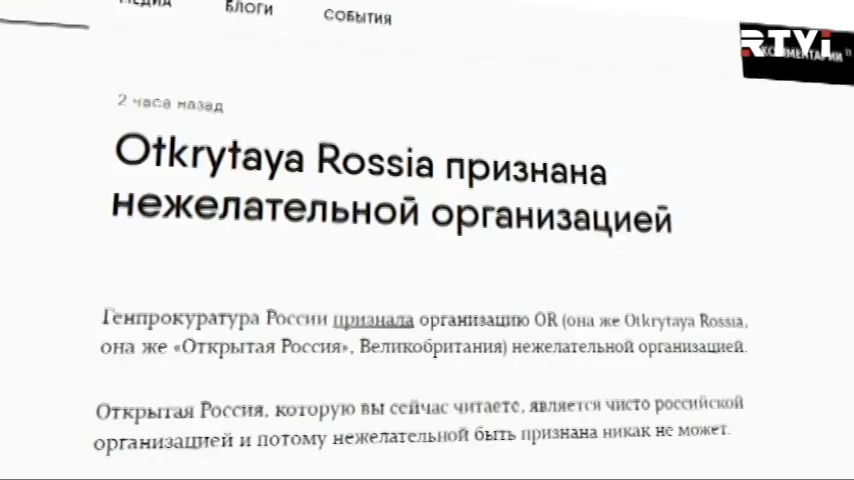 МЕДИА БЛОГИ СОБЫТИЯ
RTVi
КОММЕНТАРИИ
2 часа назад
Otkrytaya Rossia признана
нежелательной организацией
Генпрокуратура России признала организацию OR (она же Otkrytaya Rossia,
она же «Открытая Россия», Великобритания) нежелательной организацией.
Открытая Россия, которую вы сейчас читаете, является чисто российской
организацией и потому нежелательной быть признана никак не может.